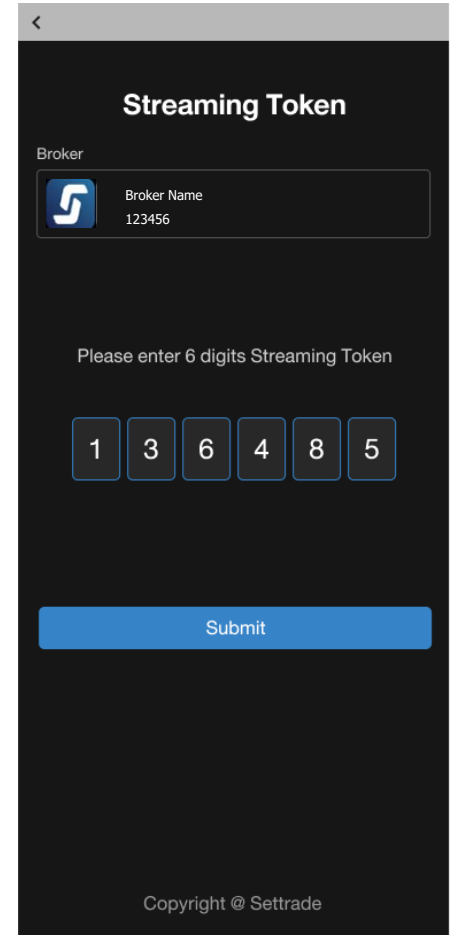 Streaming Token
Broker
Broker Name
123456
Please enter 6 digits Streaming Token
1 3 6 4 8 5
Submit
Copyright @ Settrade